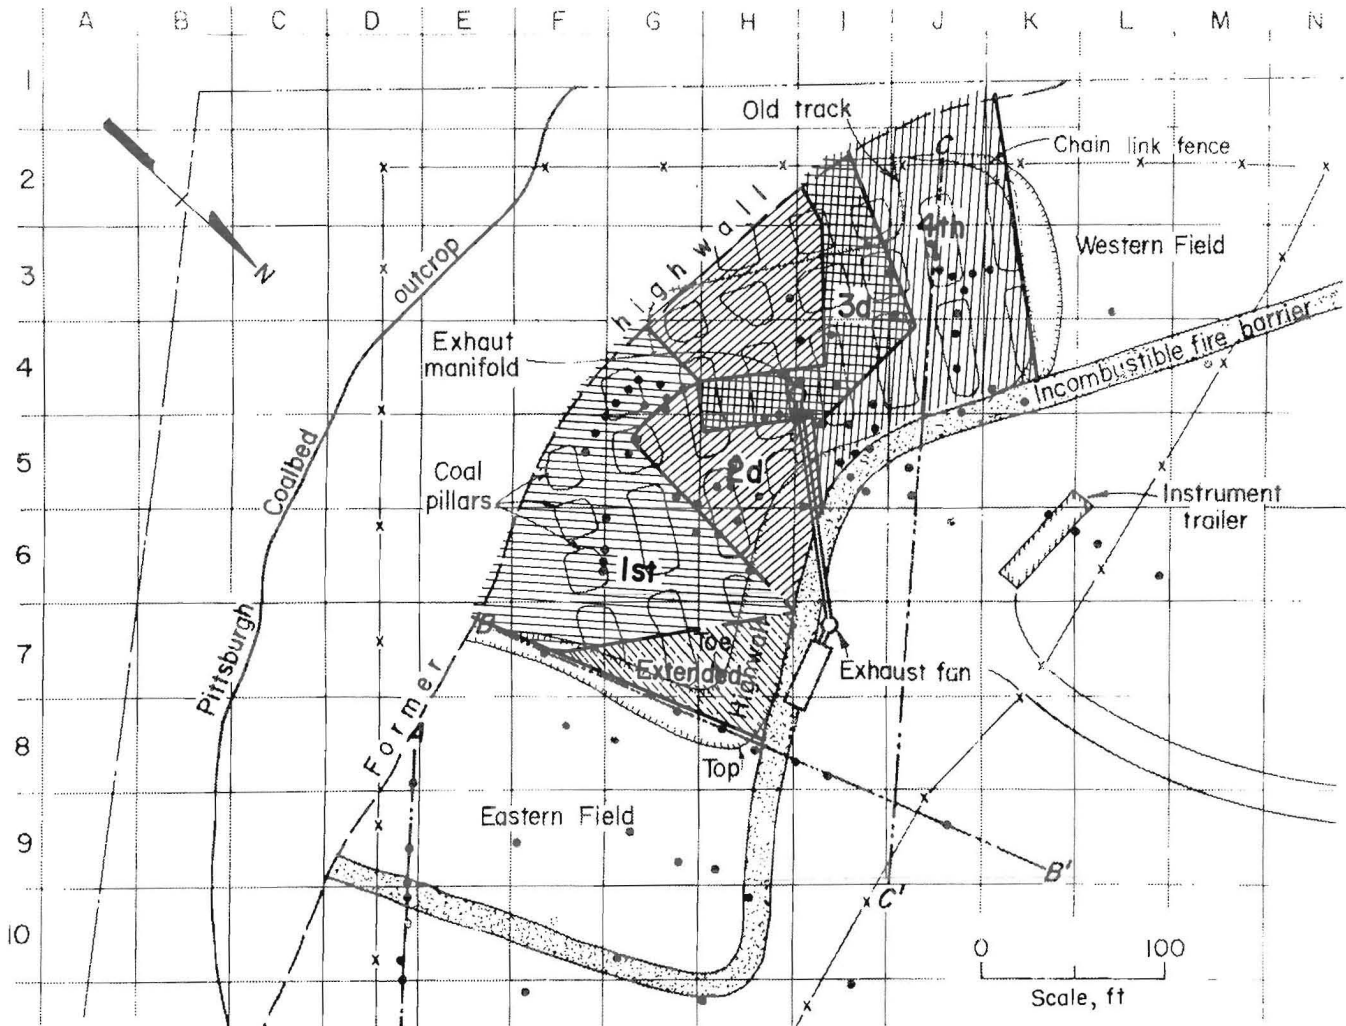 A B C D E F G H I J K L M N
1
Old track
C
Chain link fence
2
highwall
4th
Western Field
N
outcrop
3
3d
Incombustible fire barrier
Exhaut
manifold
4
Coal
pillars
2d
5
Instrument
trailer
Coalbed
1st
6
B
Toe
Extended
Highwall
7
Exhaust fan
Pittsburgh
Former
A
Top
8
Eastern Field
9
B'
C'
10
0 100
Scale, ft